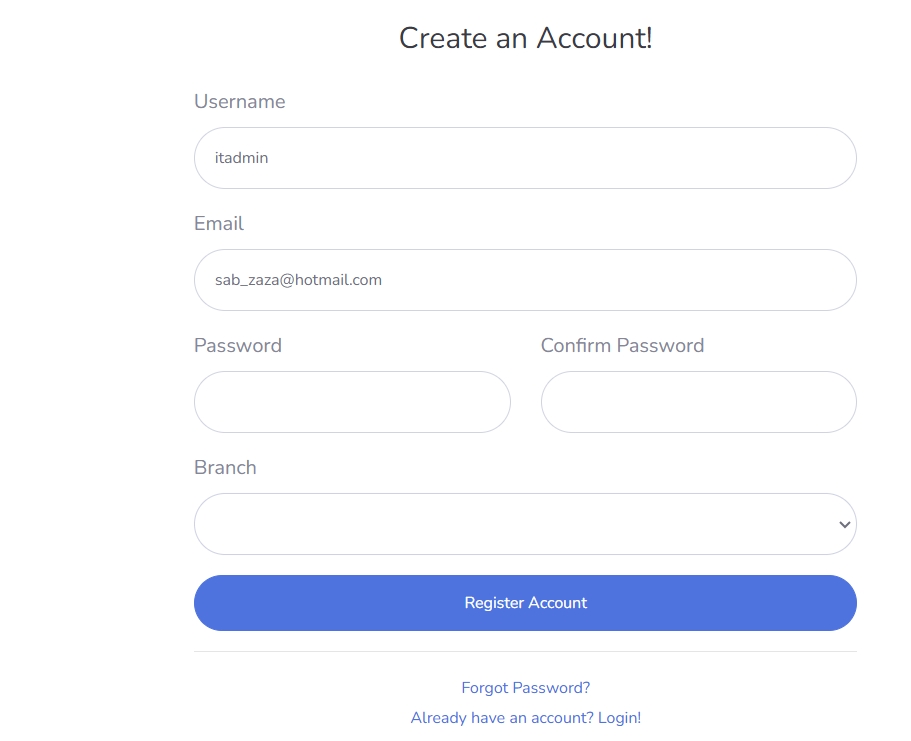 Create an Account!
Username
itadmin
Email
sab_zaza@hotmail.com
Password Confirm Password
Branch
Register Account
Forgot Password?
Already have an account? Login!